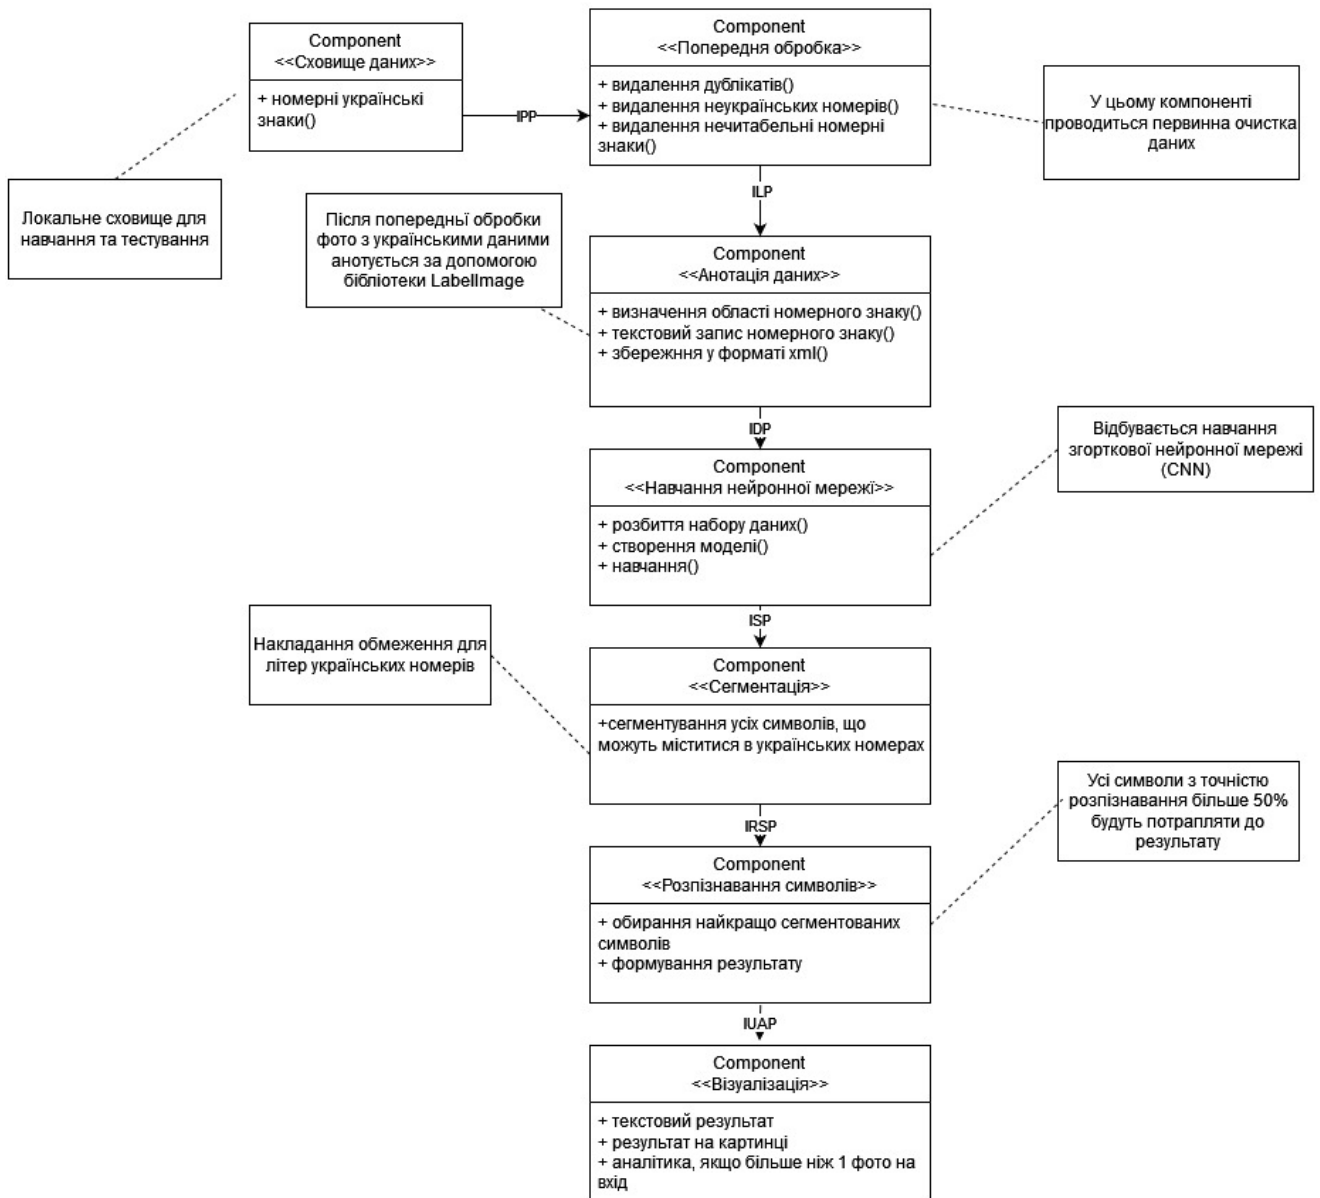 Component
<<Сховище даних>>
+ номерні українські
знаки()
IPP
Component
<<Попередня обробка>>
+ видалення дублікатів()
+ видалення неукраїнських номерів()
+ видалення нечитабельні номерні
знаки()
У цьому компоненті
проводиться первинна очистка
даних
Локальне сховище для
навчання та тестування
ILP
Після попередньї обробки
фото з українськими даними
анотується за допомогою
бібліотеки LabelImage
Component
<<Анотація даних>>
+ визначення області номерного знаку()
+ текстовий запис номерного знаку()
+ збережння у форматі xml()
IDP
Відбувається навчання
згорткової нейронної мережі
(CNN)
Component
<<Навчання нейронної мережі>>
+ розбиття набору даних()
+ створення моделі()
+ навчання()
ISP
Накладання обмеження для
літер українських номерів
Component
<<Сегментація>>
+сегментування усіх символів, що
можуть міститися в українських номерах
IRSP
Усі символи з точністю
розпізнавання більше 50%
будуть потрапляти до
результату
Component
<<Розпізнавання символів>>
+ обирання найкращо сегментованих
символів
+ формування результату
IUAP
Component
<<Візуалізація>>
+ текстовий результат
+ результат на картинці
+ аналітика, якщо більше ніж 1 фото на
вхід